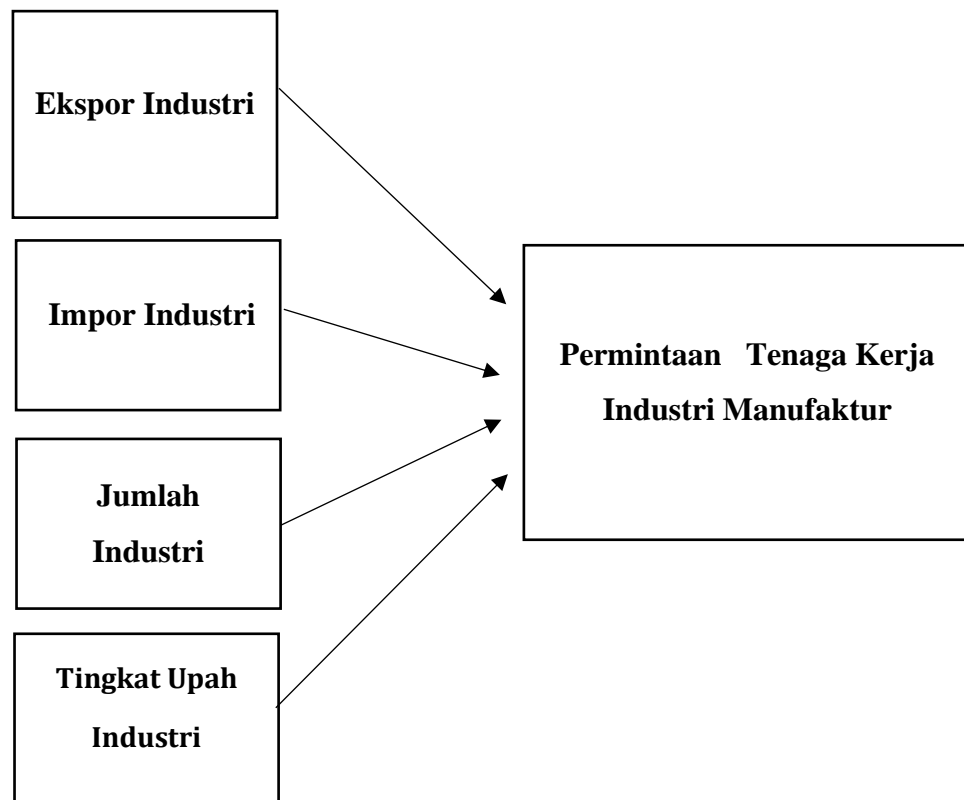 Ekspor Industri
Impor Industri
Jumlah
Industri
Tingkat Upah
Industri
Permintaan Tenaga Kerja
Industri Manufaktur